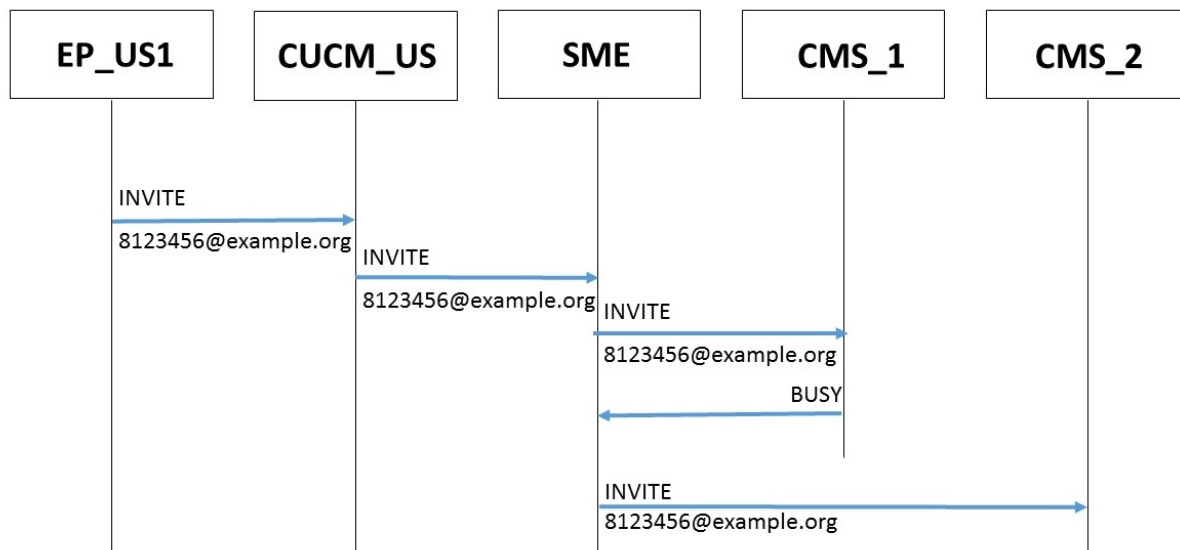 EP_US1
CUCM_US
SME
CMS_1
CMS_2
INVITE
8123456@example.org
INVITE
8123456@example.org
INVITE
8123456@example.org
BUSY
INVITE
8123456@example.org